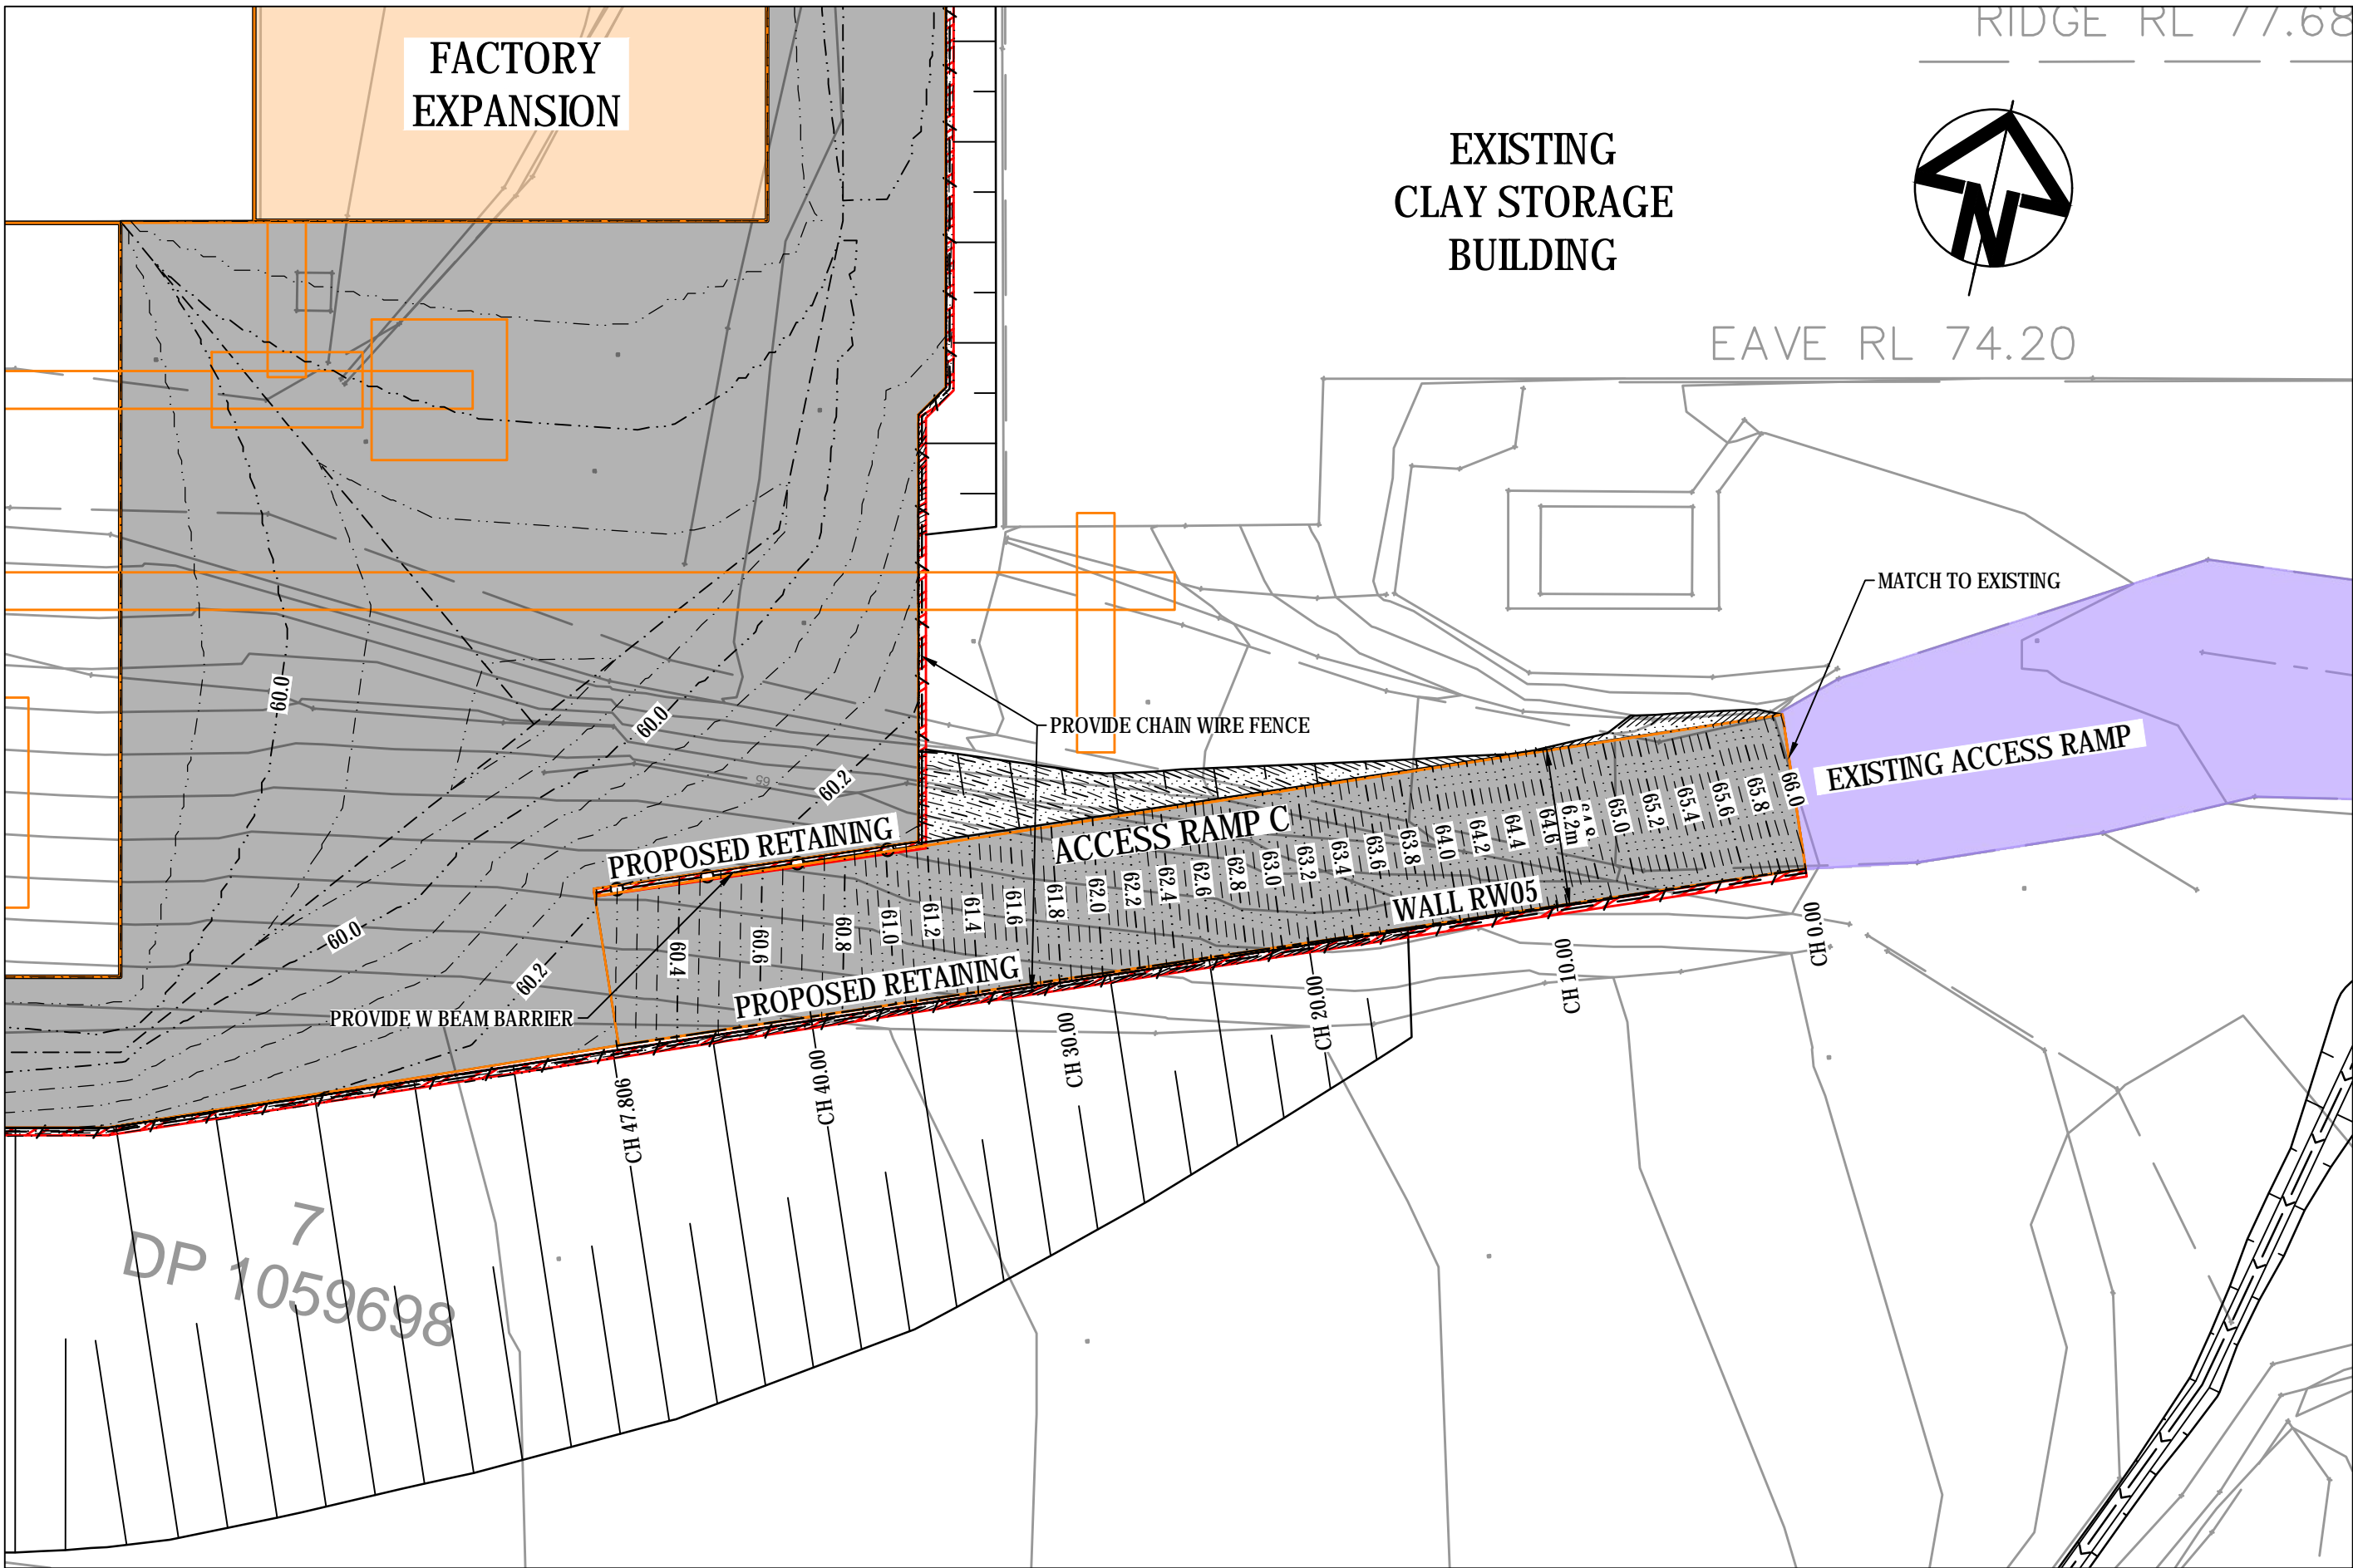 RIDGE RL 77.68
FACTORY
EXPANSION
EXISTING
CLAY STORAGE
BUILDING
N
EAVE RL 74.20
MATCH TO EXISTING
60.0
60.0
PROVIDE CHAIN WIRE FENCE
EXISTING ACCESS RAMP
65
60.2
PROPOSED RETAINING
ACCESS RAMP C
66.0
65.8
65.6
65.4
65.2
65.0
6.2m
64.6
64.4
64.2
64.0
63.8
63.6
63.4
63.2
63.0
62.8
62.6
62.4
62.2
62.0
61.8
61.6
61.4
61.2
61.0
60.8
60.6
60.4
WALL RW05
60.0
60.2
PROPOSED RETAINING
PROVIDE W BEAM BARRIER
CH 0.00
CH 10.00
CH 20.00
CH 30.00
CH 40.00
CH 47.806
7
DP 1059698